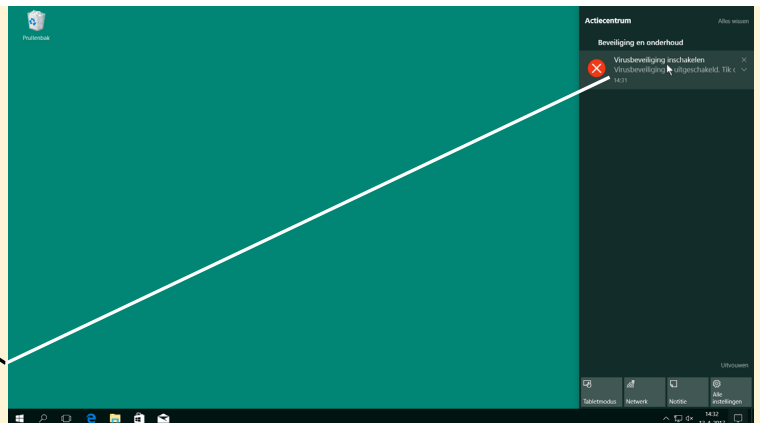 Prullenbak
Actiecentrum
Alles wissen
Beveiliging en onderhoud
Virusbeveiliging inschakelen
Virusbeveiliging uitgeschakeld. Tik
14:31
Uitvouwen
Tabletmodus
Netwerk
Notitie
Alle
instellingen
14:32